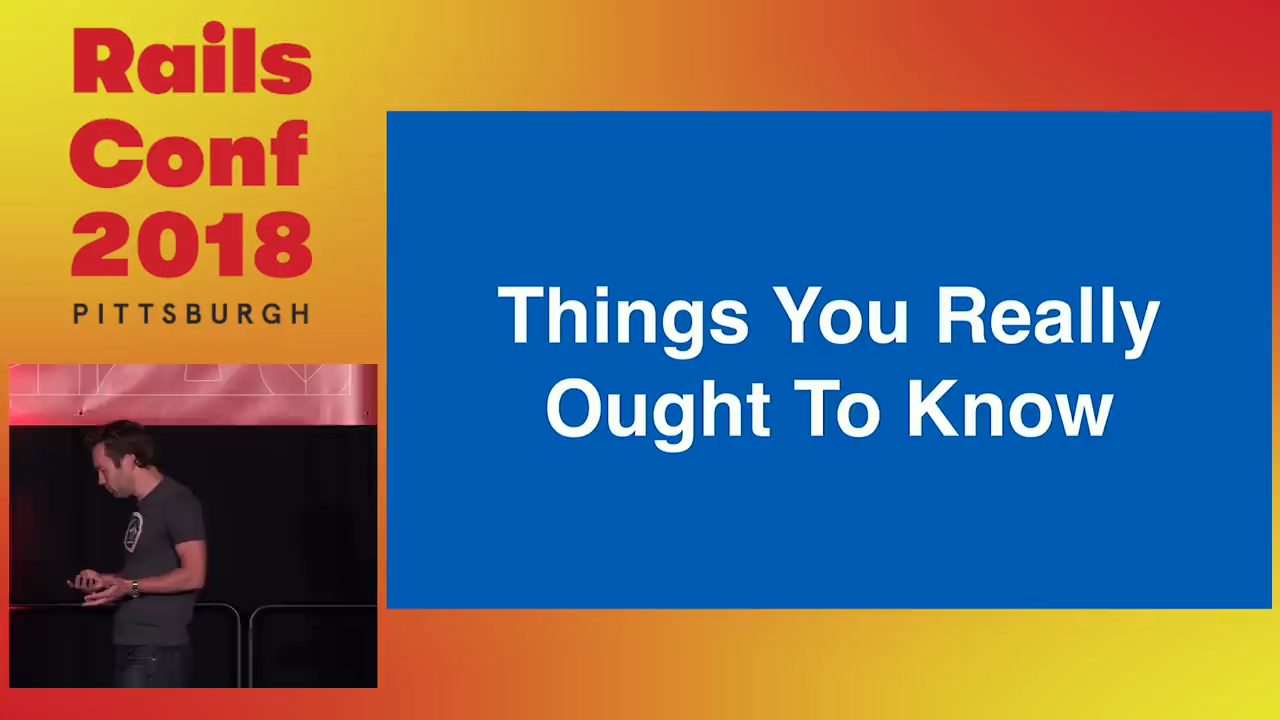 Rails
Conf
2018
PITTSBURGH
Things You Really
Ought To Know